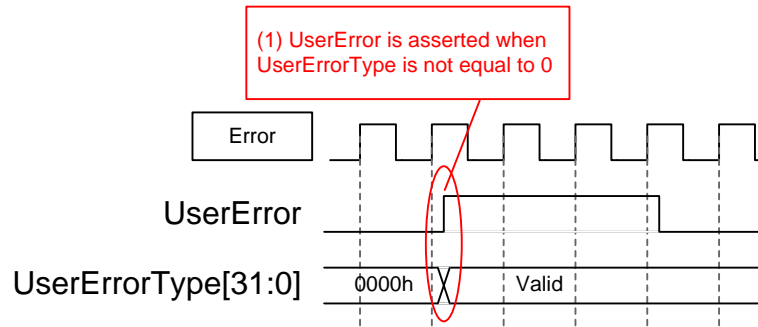 (1) UserError is asserted when
UserErrorType is not equal to 0
Error
UserError
UserErrorType[31:0]
0000h
Valid